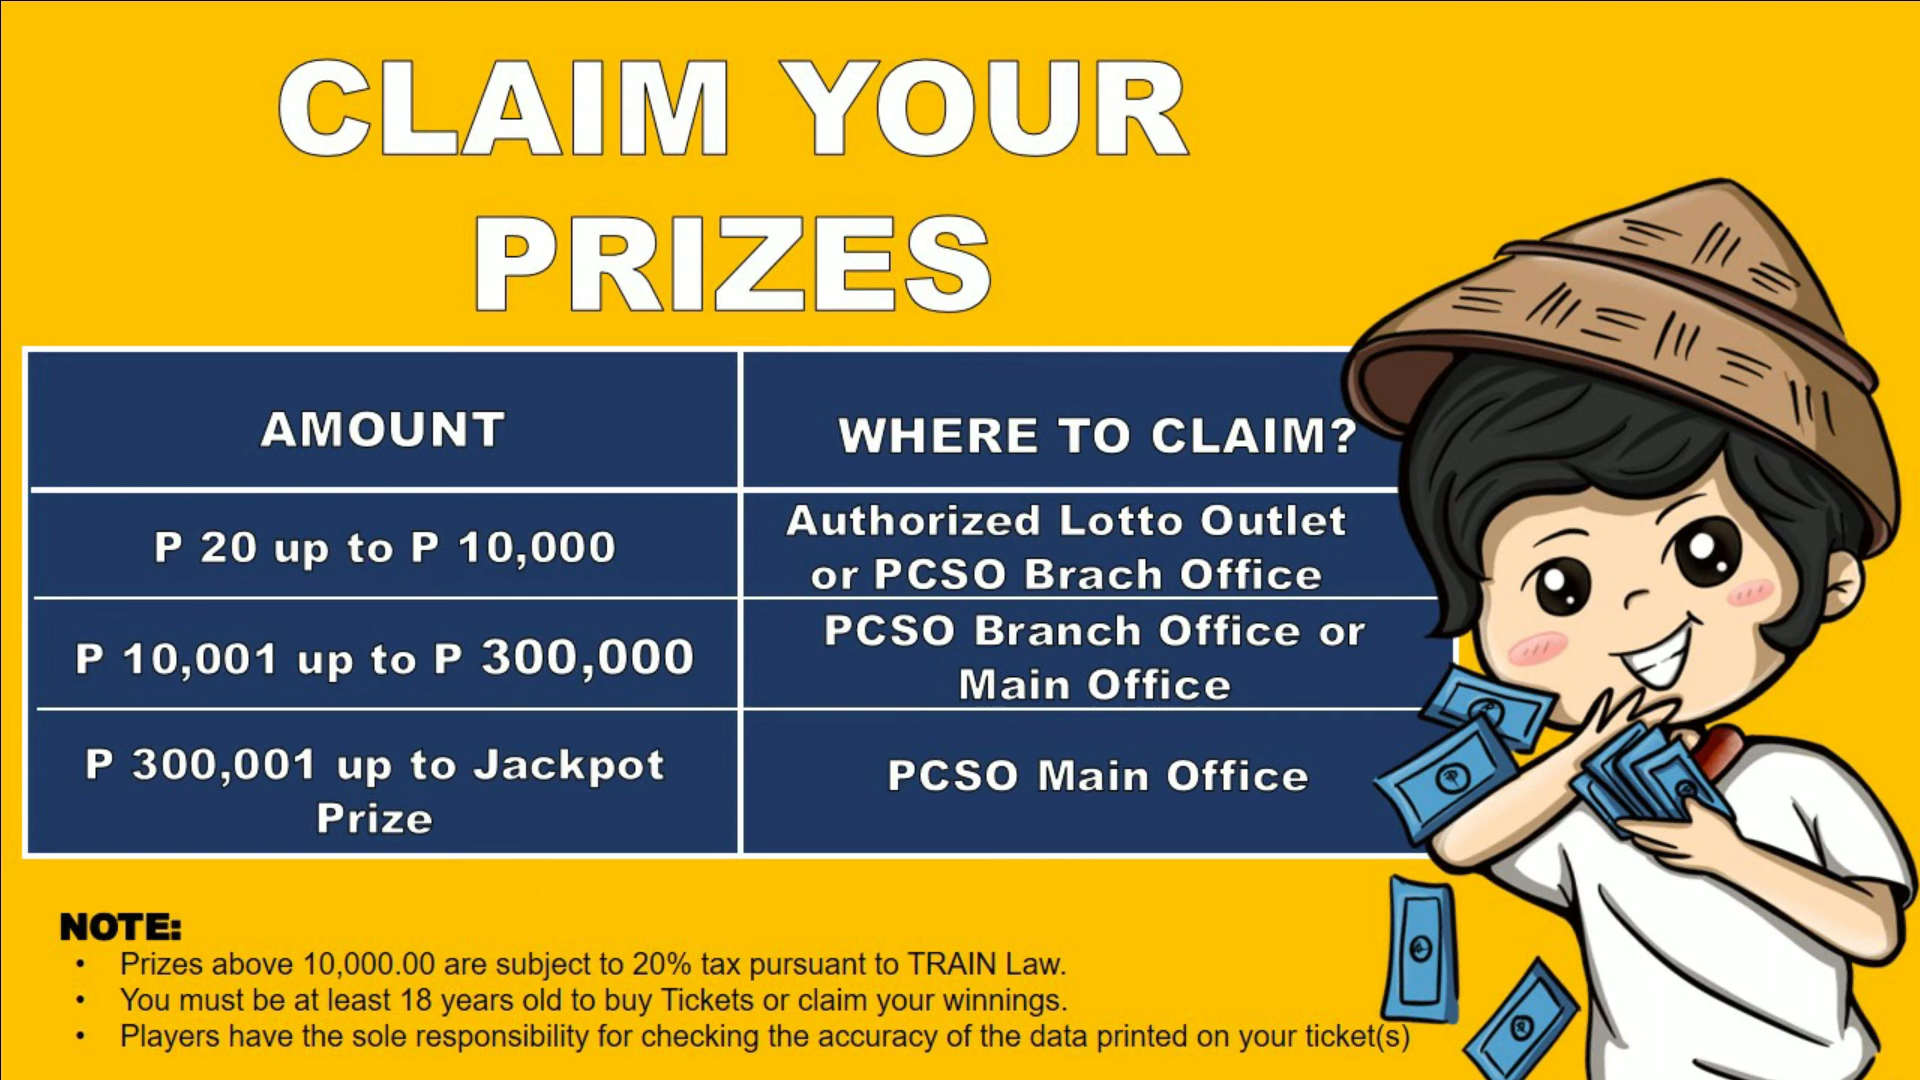 CLAIM YOUR
PRIZES
AMOUNT
WHERE TO CLAIM?
P 20 up to P 10,000
Authorized Lotto Outlet
or PCSO Brach Office
P 10,001 up to P 300,000
PCSO Branch Office or
Main Office
P 300,001 up to Jackpot
Prize
PCSO Main Office
NOTE:
• Prizes above 10,000.00 are subject to 20% tax pursuant to TRAIN Law.
• You must be at least 18 years old to buy Tickets or claim your winnings.
• Players have the sole responsibility for checking the accuracy of the data printed on your ticket(s)